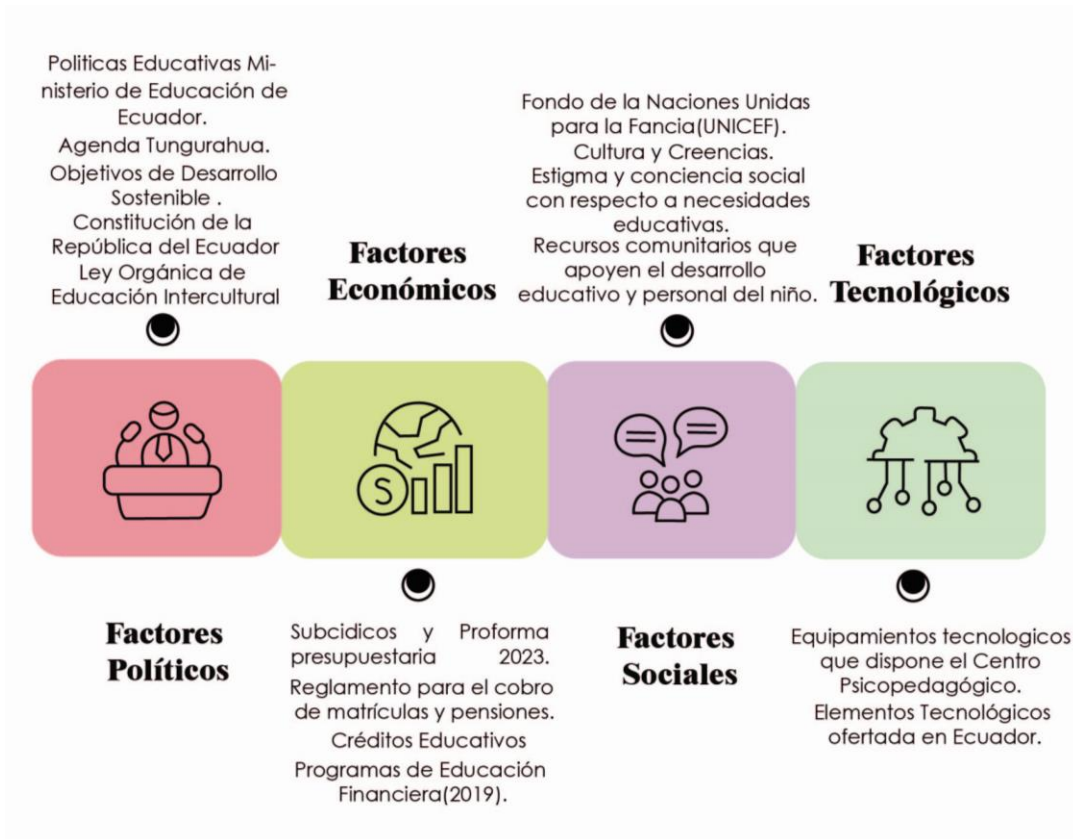 Politicas Educativas Mi-
nisterio de Educación de
Ecuador.
Agenda Tungurahua.
Objetivos de Desarrollo
Sostenible .
Constitución de la
República del Ecuador
Ley Orgánica de
Educación Intercultural
Factores
Económicos
Fondo de la Naciones Unidas
para la Fancia(UNICEF).
Cultura y Creencias.
Estigma y conciencia social
con respecto a necesidades
educativas.
Recursos comunitarios que
apoyen el desarrollo
educativo y personal del niño.
Factores
Tecnológicos
S
Factores
Políticos
Subcidicos y Proforma
presupuestaria 2023.
Reglamento para el cobro
de matrículas y pensiones.
Créditos Educativos
Programas de Educación
Financiera(2019).
Factores
Sociales
Equipamientos tecnologicos
que dispone el Centro
Psicopedagógico.
Elementos Tecnológicos
ofertada en Ecuador.